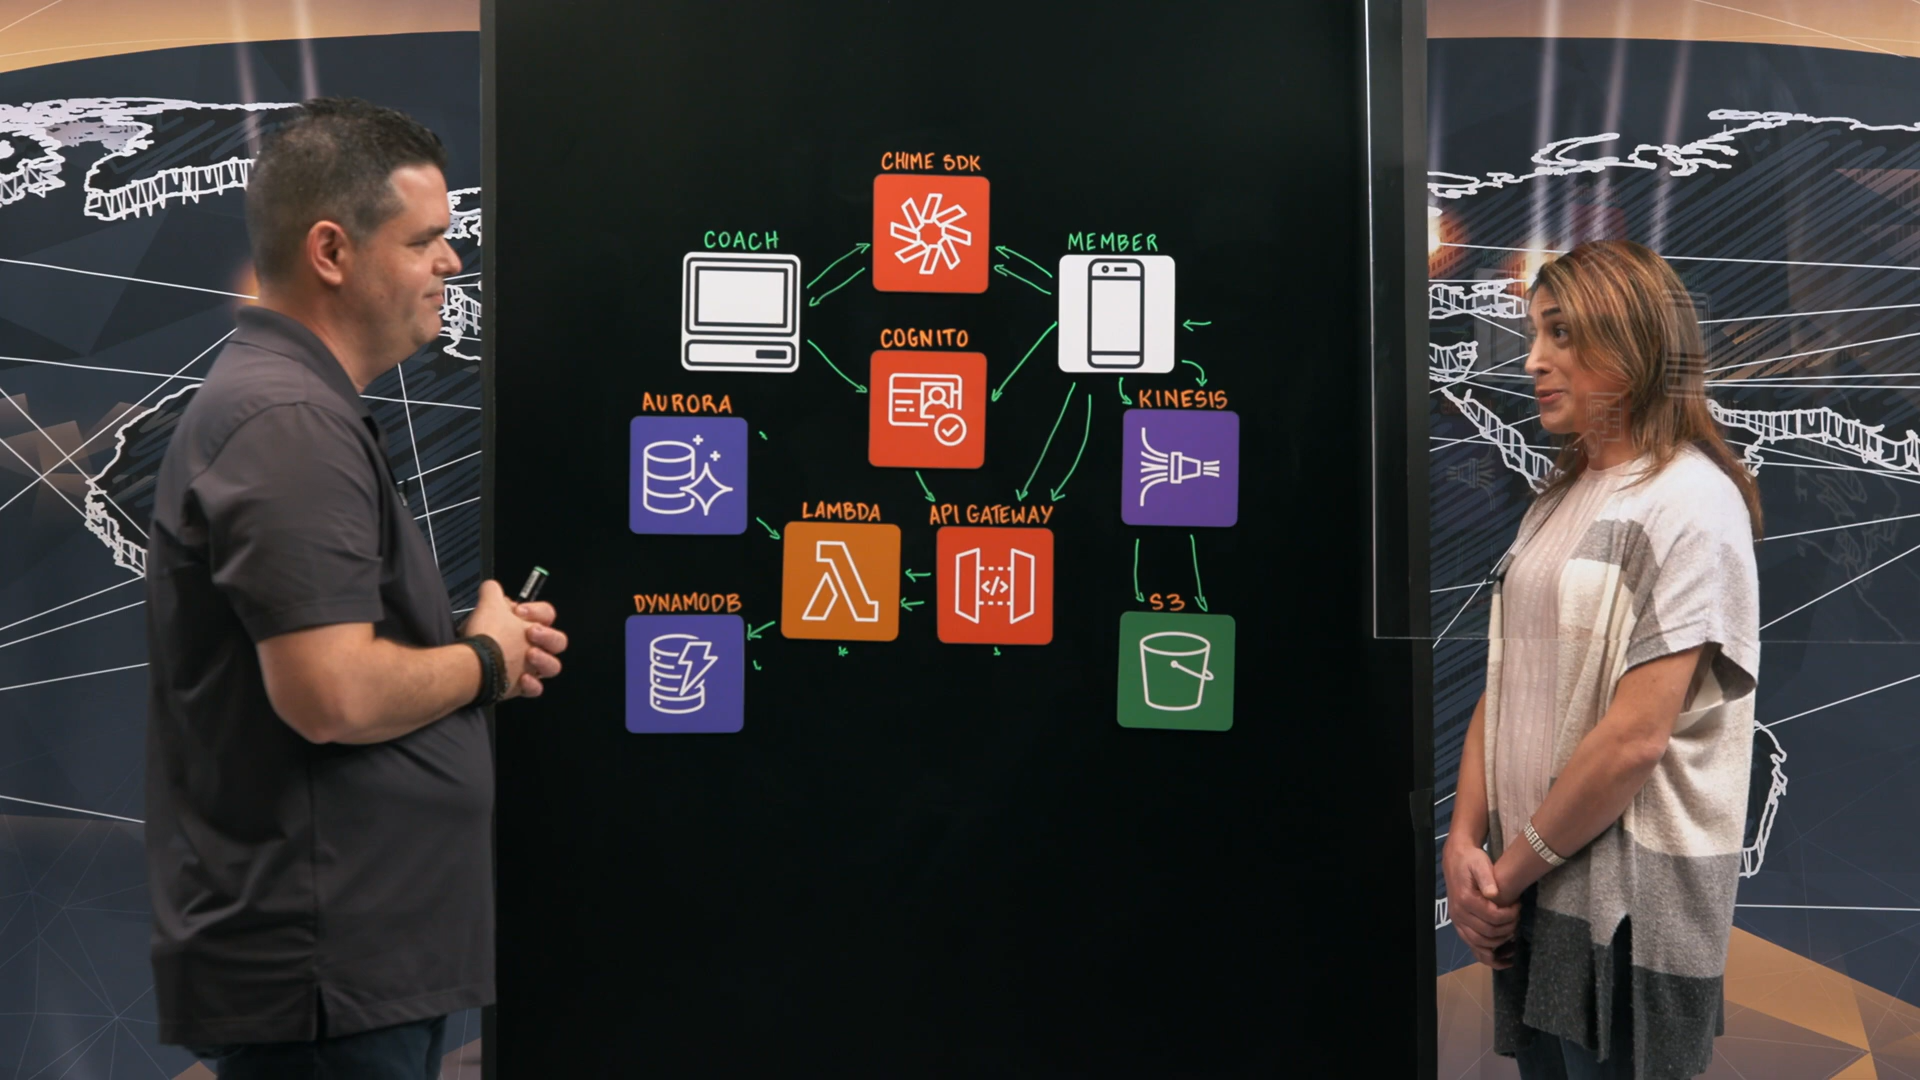 CHIME SDK
COACH
MEMBER
COGNITO
AURORA
KINESIS
LAMBDA
API GATEWAY
</>
DYNAMODB
S3